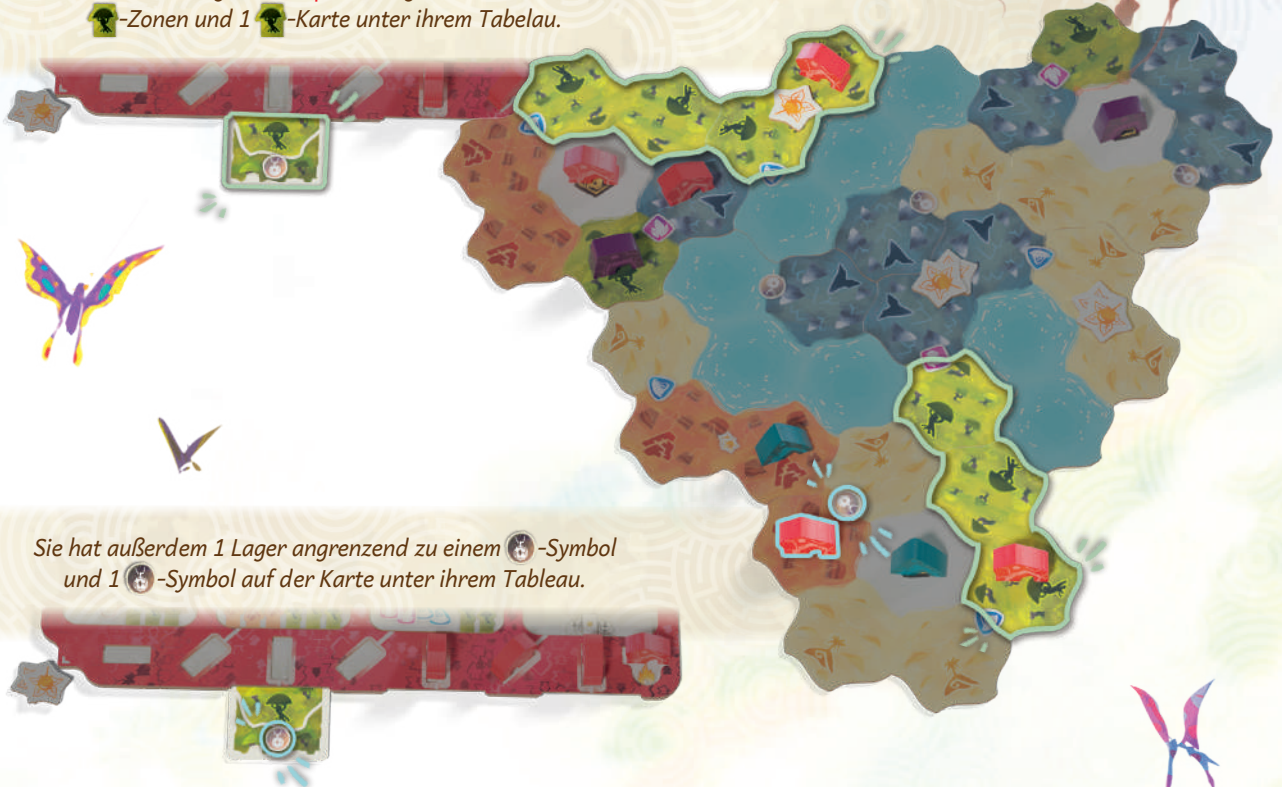 -Zonen und 1 -Karte unter ihrem Tabelau.
Sie hat außerdem 1 Lager angrenzend zu einem -Symbol
und 1 -Symbol auf der Karte unter ihrem Tableau.